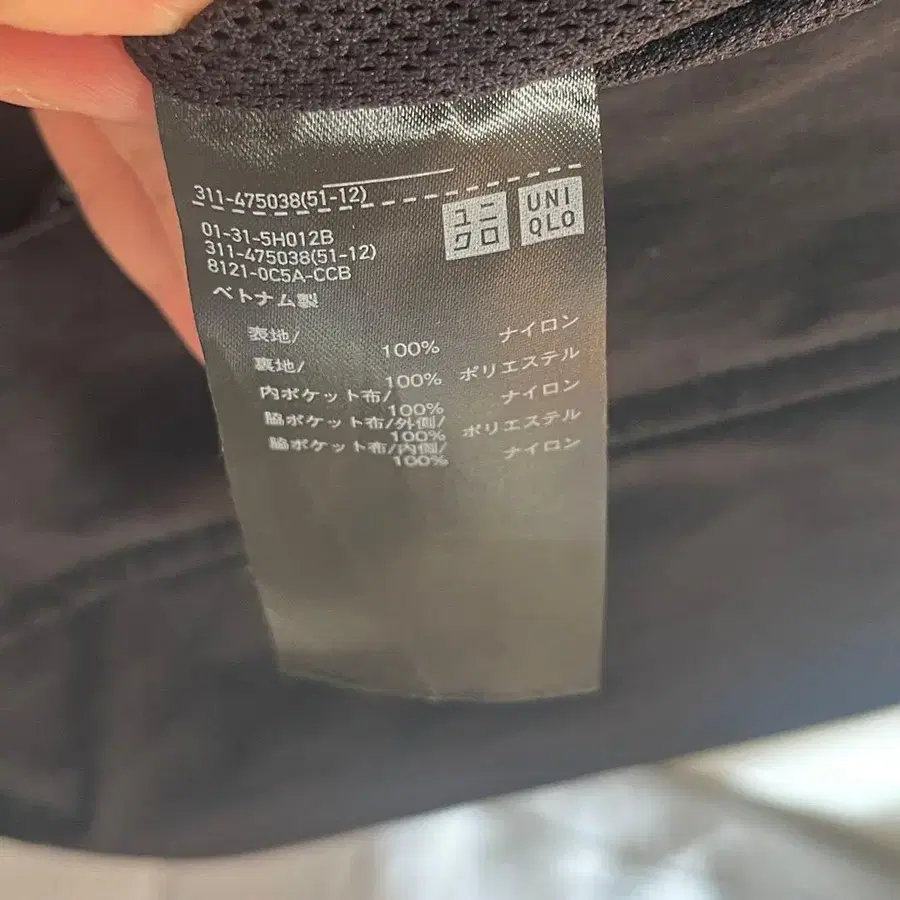 311-475038(51-12)
ユニ
クロ
UNI
QLO
01-31-5H012B
311-475038(51-12)
8121-0C5A-CCB
ベトナム製
表地/
100% ナイロン
裏地/
100% ポリエステル
内ポケット布/
100% ナイロン
脇ポケット布/外側/
100% ポリエステル
脇ポケット布/内側/
100% ナイロン